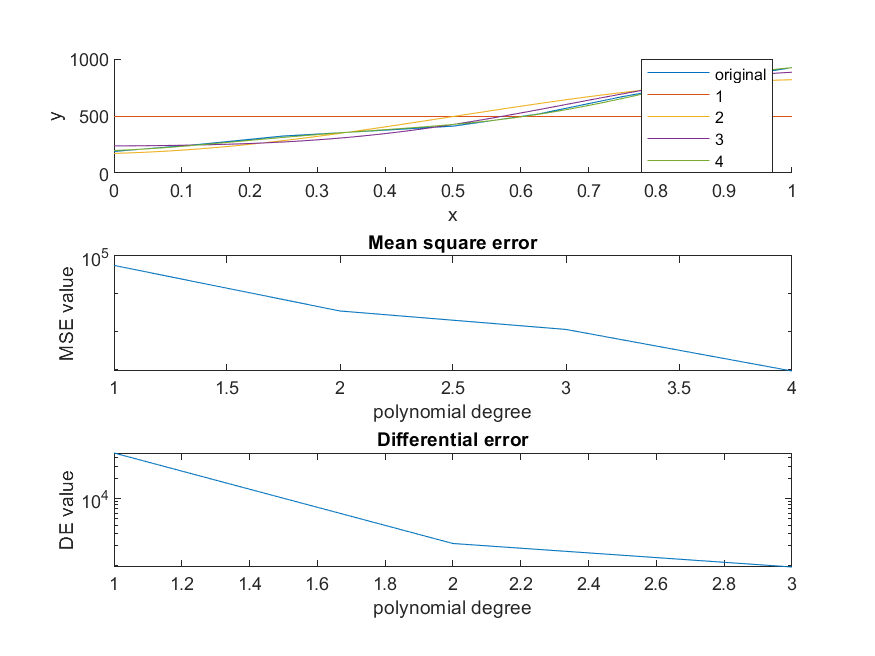 1000
500
0
y
original
1
2
3
4
0 0.1 0.2 0.3 0.4 0.5 0.6 0.7 0.8 0.9 1
x
Mean square error
10^5
MSE value
1 1.5 2 2.5 3 3.5 4
polynomial degree
Differential error
10^4
DE value
1 1.2 1.4 1.6 1.8 2 2.2 2.4 2.6 2.8 3
polynomial degree